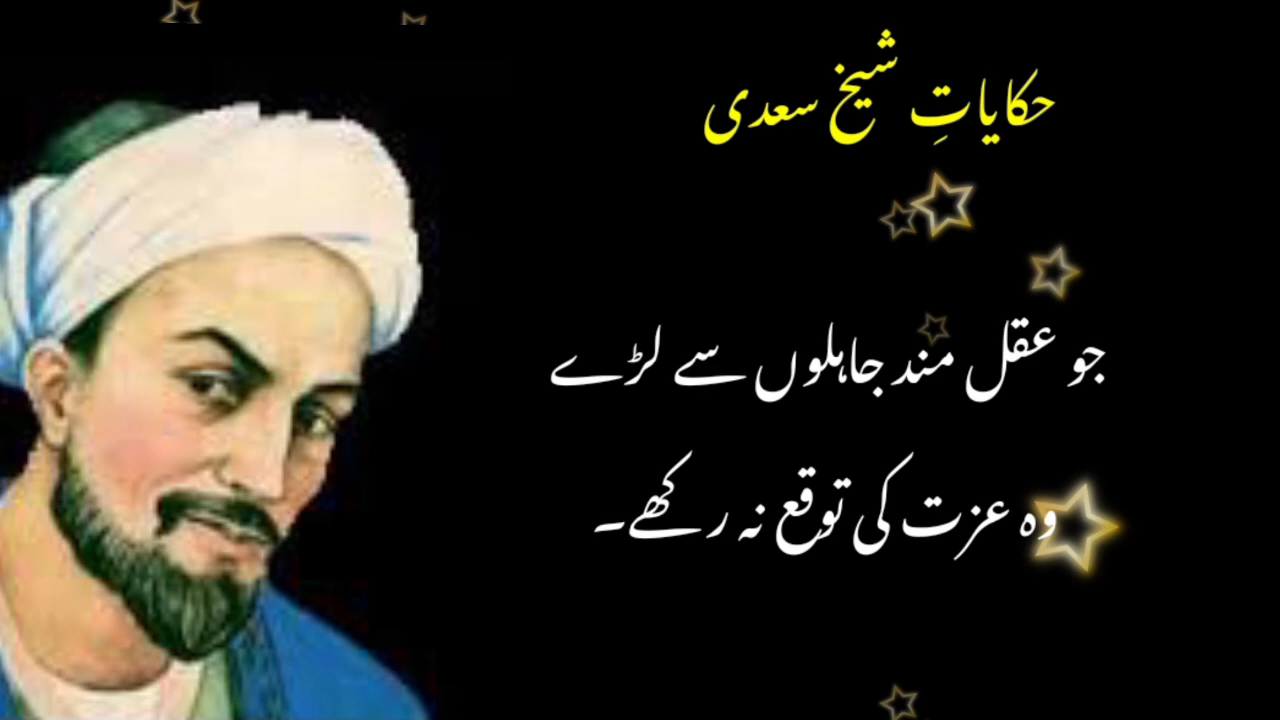 حکایاتِ شیخ سعدی
جو عقل مند جاہلوں سے لڑے
وہ عزت کی توقع نہ رکھے۔